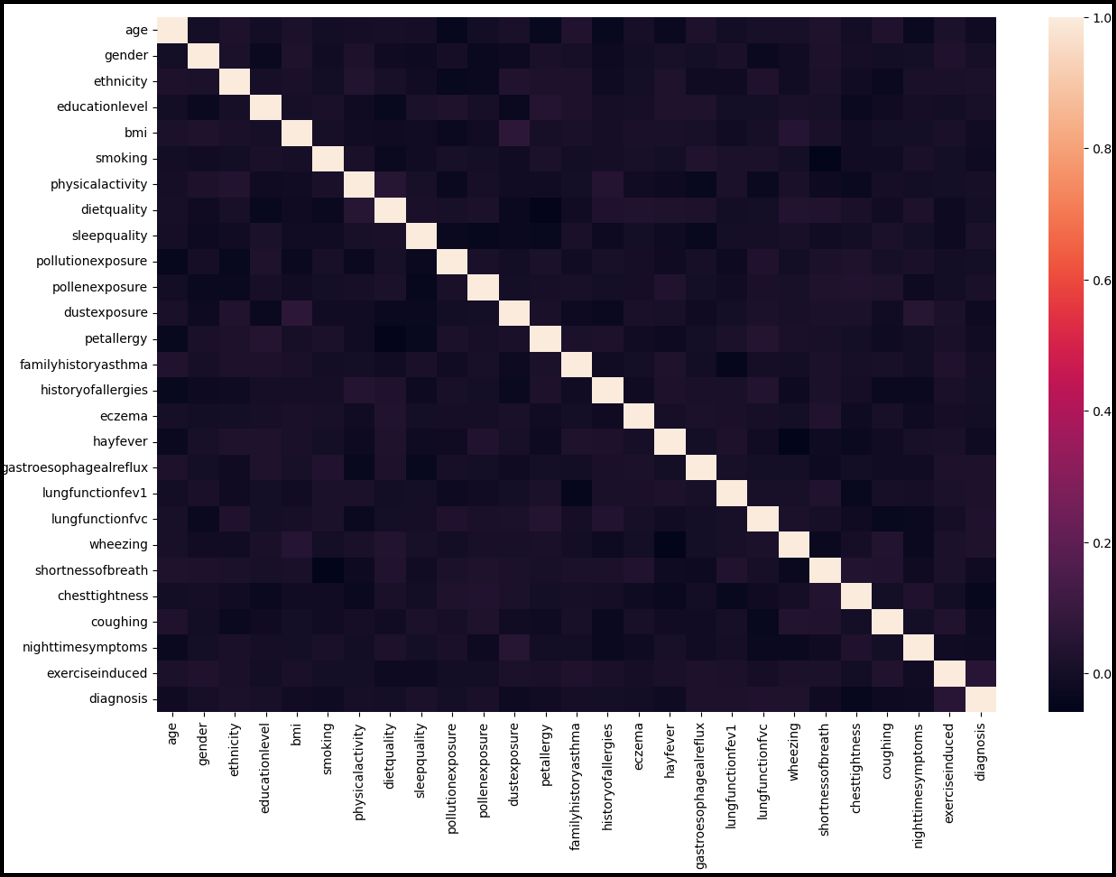 age
gender
ethnicity
educationlevel
bmi
smoking
physicalactivity
dietquality
sleepquality
pollutionexposure
pollenexposure
dustexposure
petallergy
familyhistoryasthma
historyofallergies
eczema
hayfever
gastroesophagealreflux
lungfunctionfev1
lungfunctionfvc
wheezing
shortnessofbreath
chesttightness
coughing
nighttimesymptoms
exerciseinduced
diagnosis
age
gender
ethnicity
educationlevel
bmi
smoking
physicalactivity
dietquality
sleepquality
pollutionexposure
pollenexposure
dustexposure
petallergy
familyhistoryasthma
historyofallergies
eczema
hayfever
gastroesophagealreflux
lungfunctionfev1
lungfunctionfvc
wheezing
shortnessofbreath
chesttightness
coughing
nighttimesymptoms
exerciseinduced
diagnosis
1.0
0.8
0.6
0.4
0.2
0.0